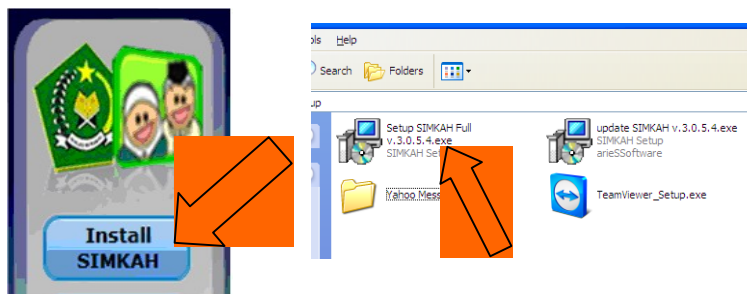 Install
SIMKAH
ols Help
Search Folders
up
Setup SIMKAH Full
v.3.0.5.4.exe
SIMKAH Set
Yahoo Mess
update SIMKAH v.3.0.5.4.exe
SIMKAH Setup
arieSSoftware
TeamViewer_Setup.exe